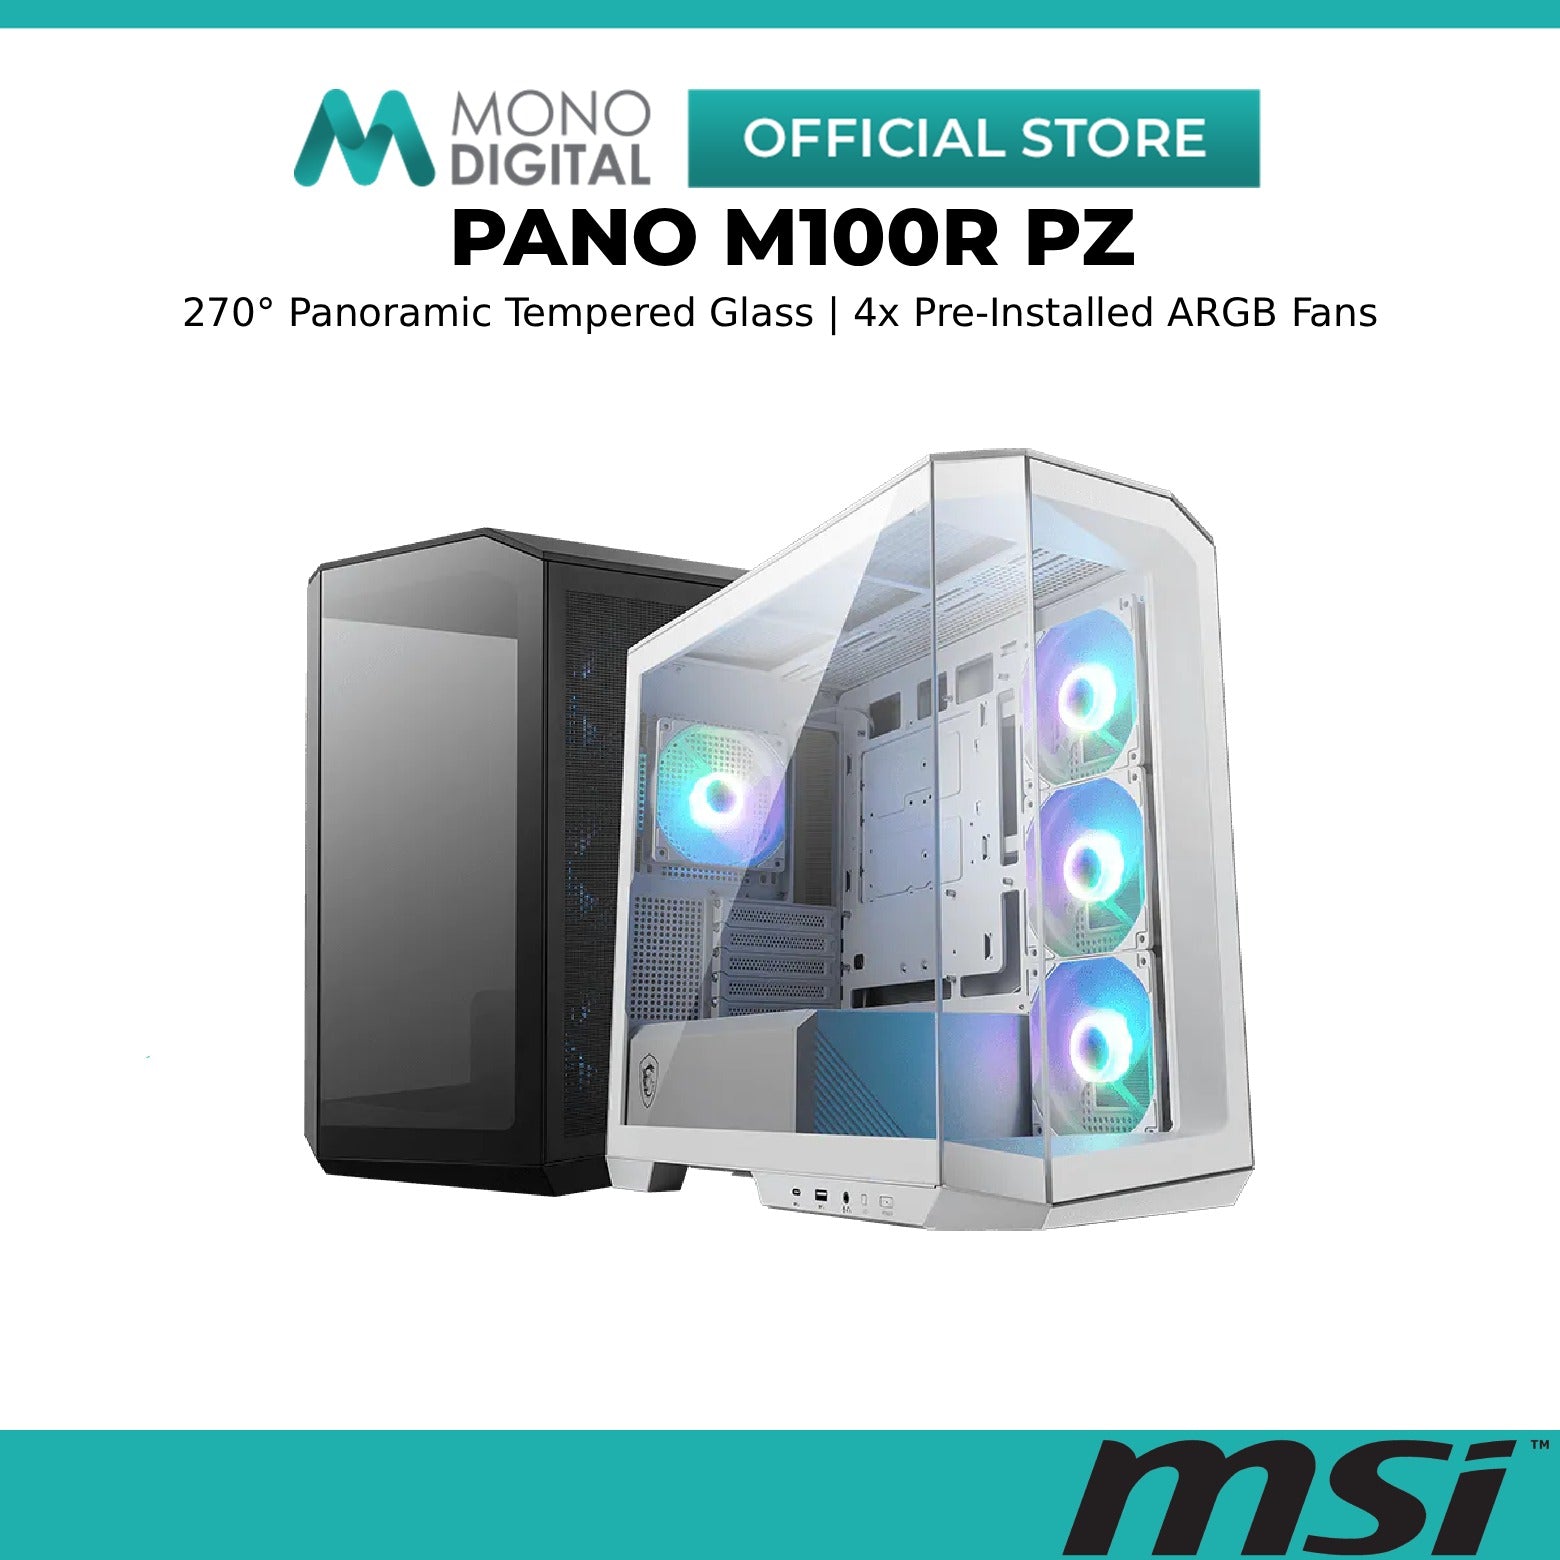 MONO
DIGITAL
OFFICIAL STORE
PANO M100R PZ
270° Panoramic Tempered Glass | 4x Pre-Installed ARGB Fans
msi™